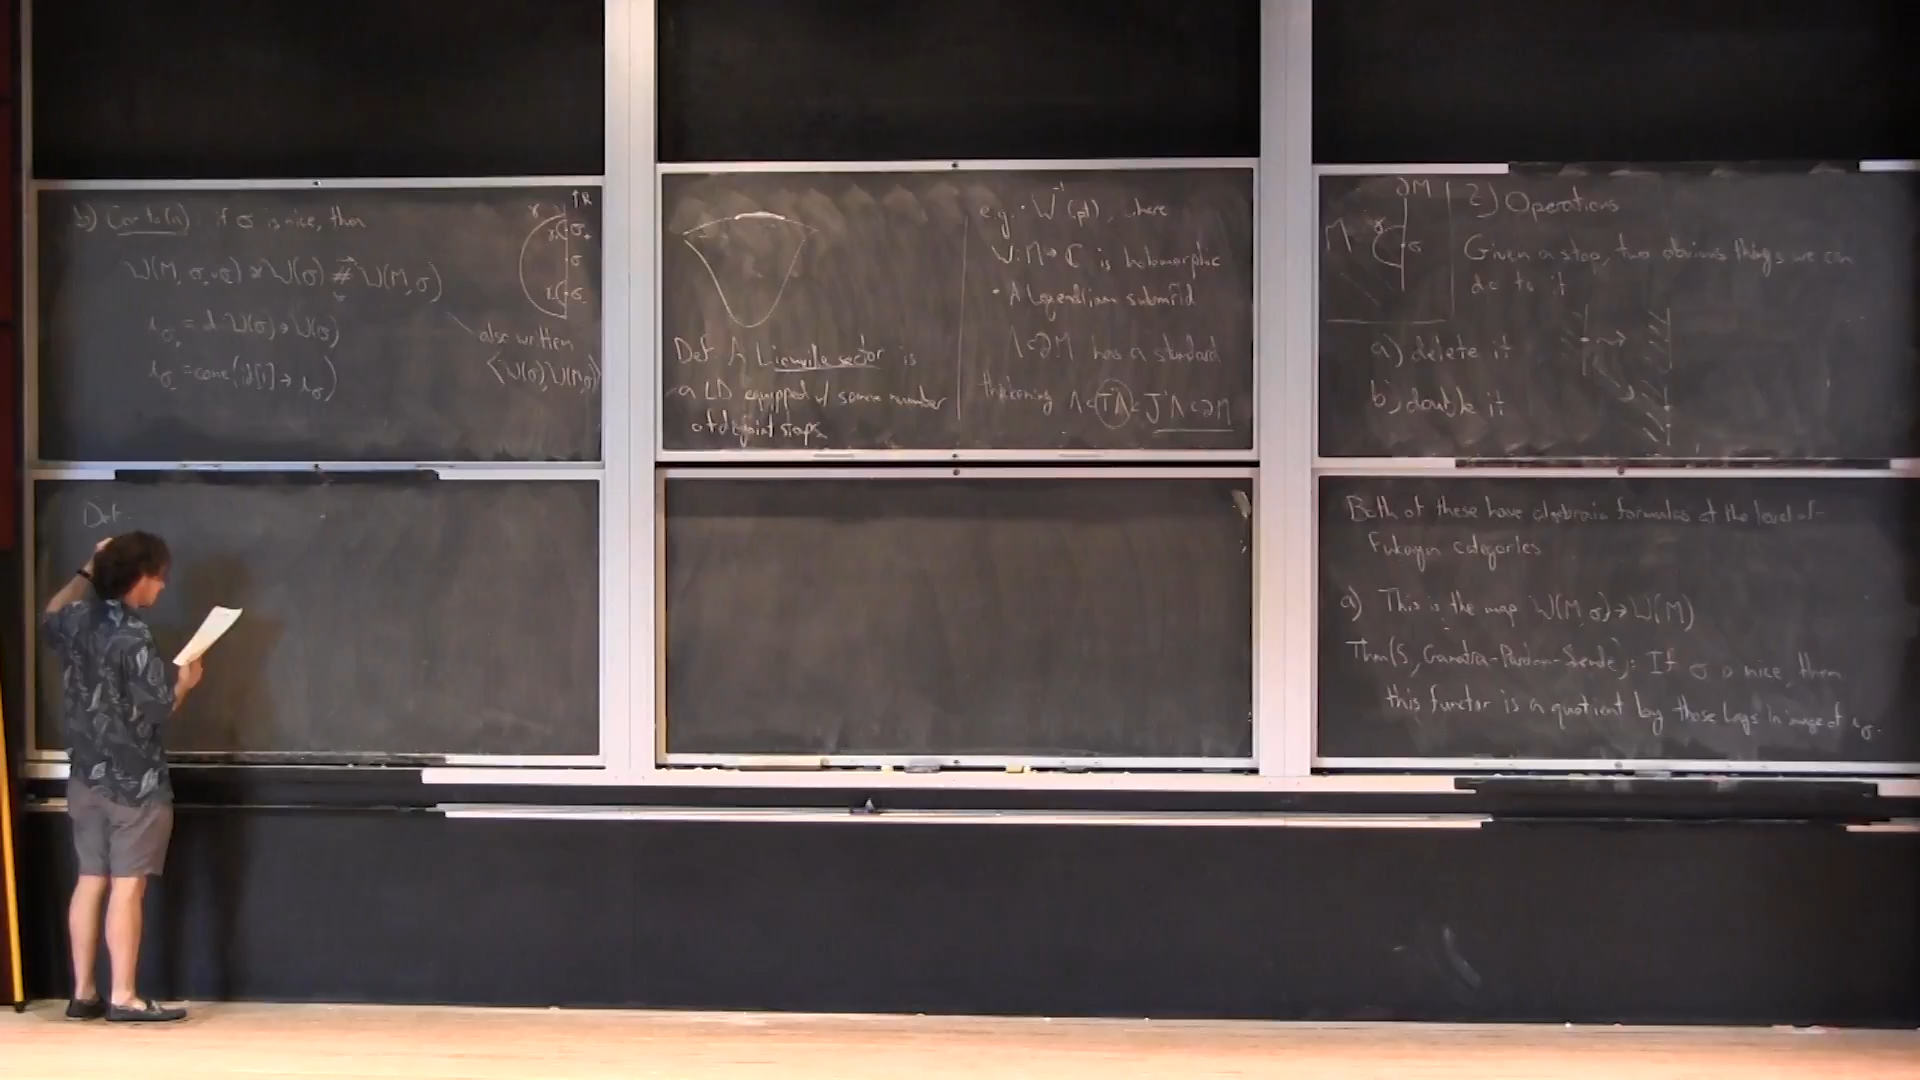 b) Cor to (a): if σ is nice, then
also written
Def.
Def A Liouville sector is
a LD equipped w/ some number
of disjoint stops
e.g. • W⁻¹(pt), where
W: M → ℂ is holomorphic
• Λ Legendrian submfld
Λ ⊂ ∂M has a standard
thickening Λ ⊂ T*Λ ⊂ J'Λ ⊂ ∂M
∂M
M γ σ
2) Operations
Given a stop, two obvious things we can
do to it
a) delete it
b) double it
Both of these have algebraic formulas at the level of
Fukaya categories
a) This is the map W(M, σ) → W(M)
Thm (S, Ganatra-Pardon-Shende): If σ is nice, then
this functor is a quotient by those Lags in image of